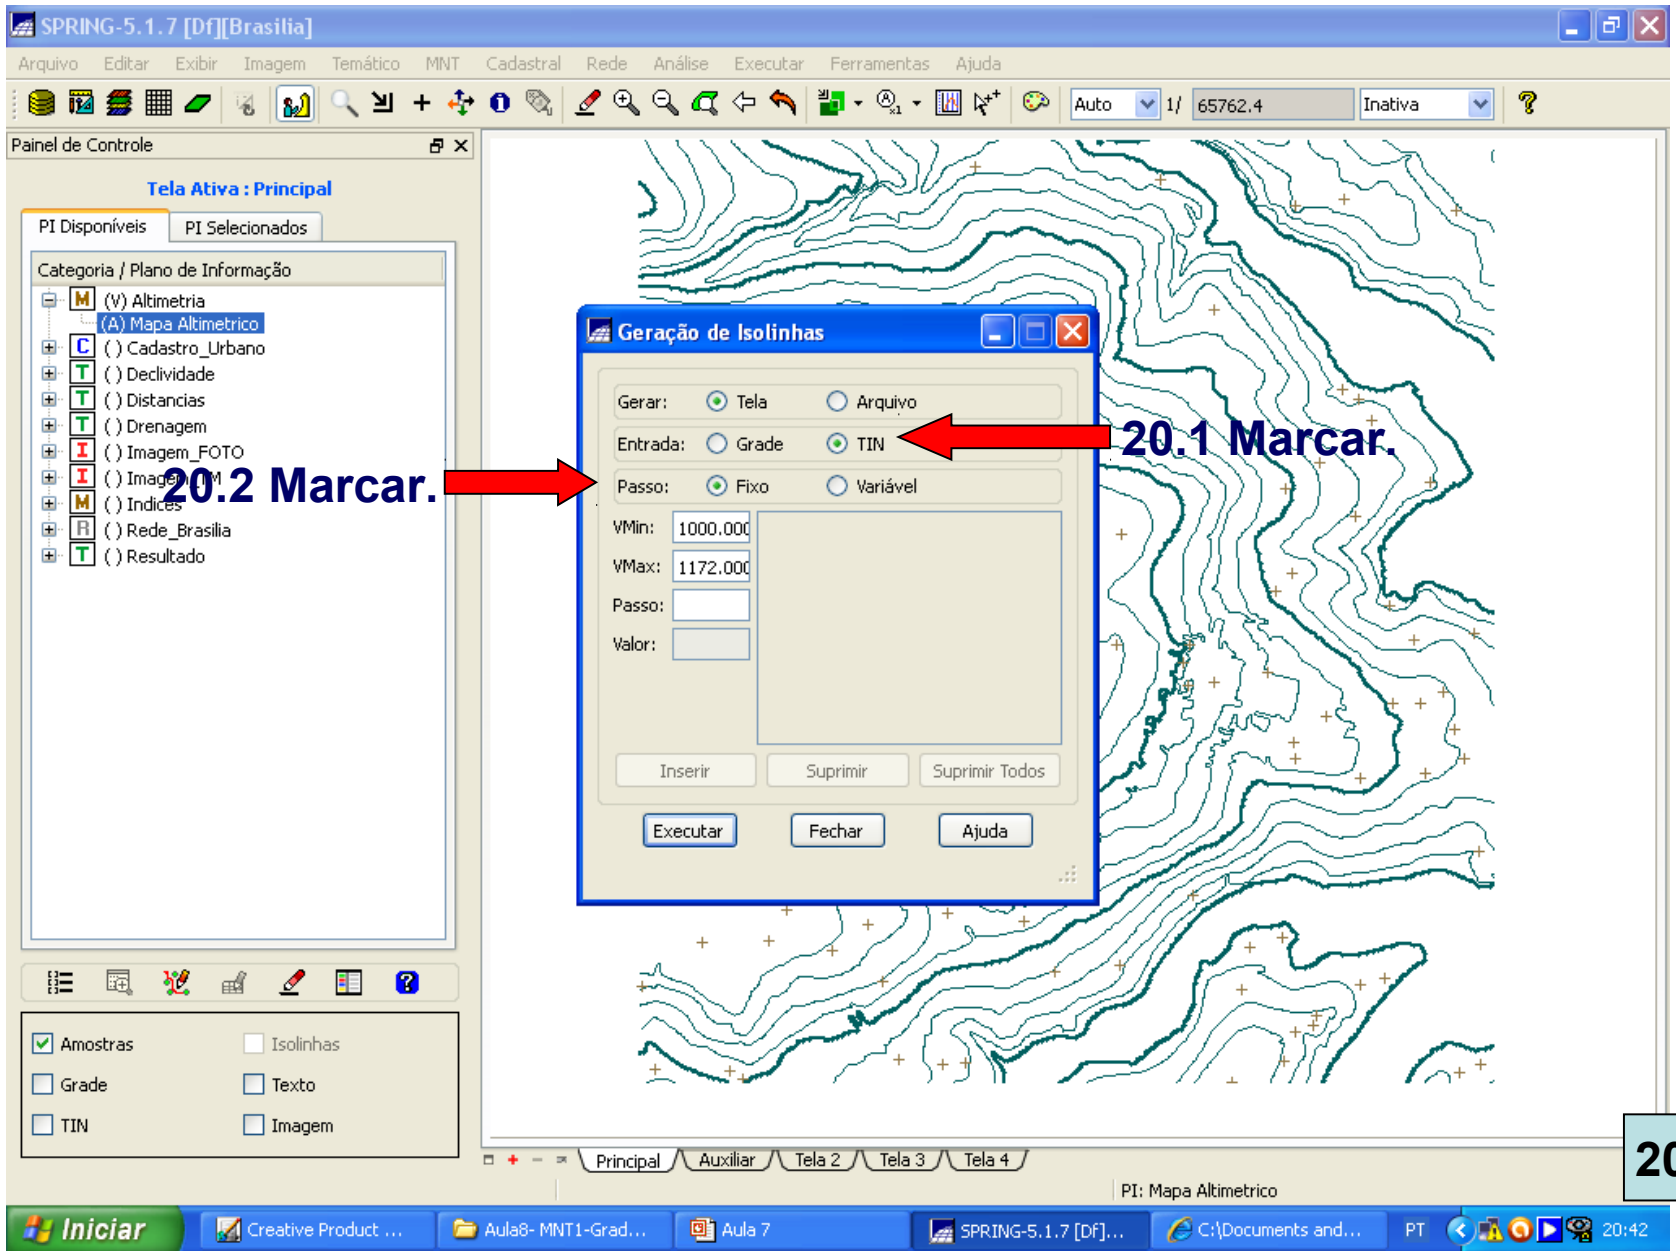 SPRING-5.1.7 [Df][Brasilia]
Arquivo Editar Exibir Imagem Temático MNT Cadastral Rede Análise Executar Ferramentas Ajuda
Auto 1/ 65762.4 Inativa
Painel de Controle
Tela Ativa : Principal
PI Disponíveis PI Selecionados
Categoria / Plano de Informação
M (V) Altimetria
(A) Mapa Altimetrico
C ( ) Cadastro_Urbano
T ( ) Declividade
T ( ) Distancias
T ( ) Drenagem
I ( ) Imagem_FOTO
I ( ) Imagem_TM
M ( ) Indices
R ( ) Rede_Brasilia
T ( ) Resultado
Geração de Isolinhas
Gerar: Tela Arquivo
Entrada: Grade TIN
20.1 Marcar.
20.2 Marcar.
Passo: Fixo Variável
VMin: 1000.000
VMax: 1172.000
Passo:
Valor:
Inserir Suprimir Suprimir Todos
Executar Fechar Ajuda
Amostras Isolinhas
Grade Texto
TIN Imagem
Principal Auxiliar Tela 2 Tela 3 Tela 4
20
PI: Mapa Altimetrico
Iniciar Creative Product ... Aula8- MNT1-Grad... Aula 7 SPRING-5.1.7 [Df]... C:\Documents and... PT 20:42